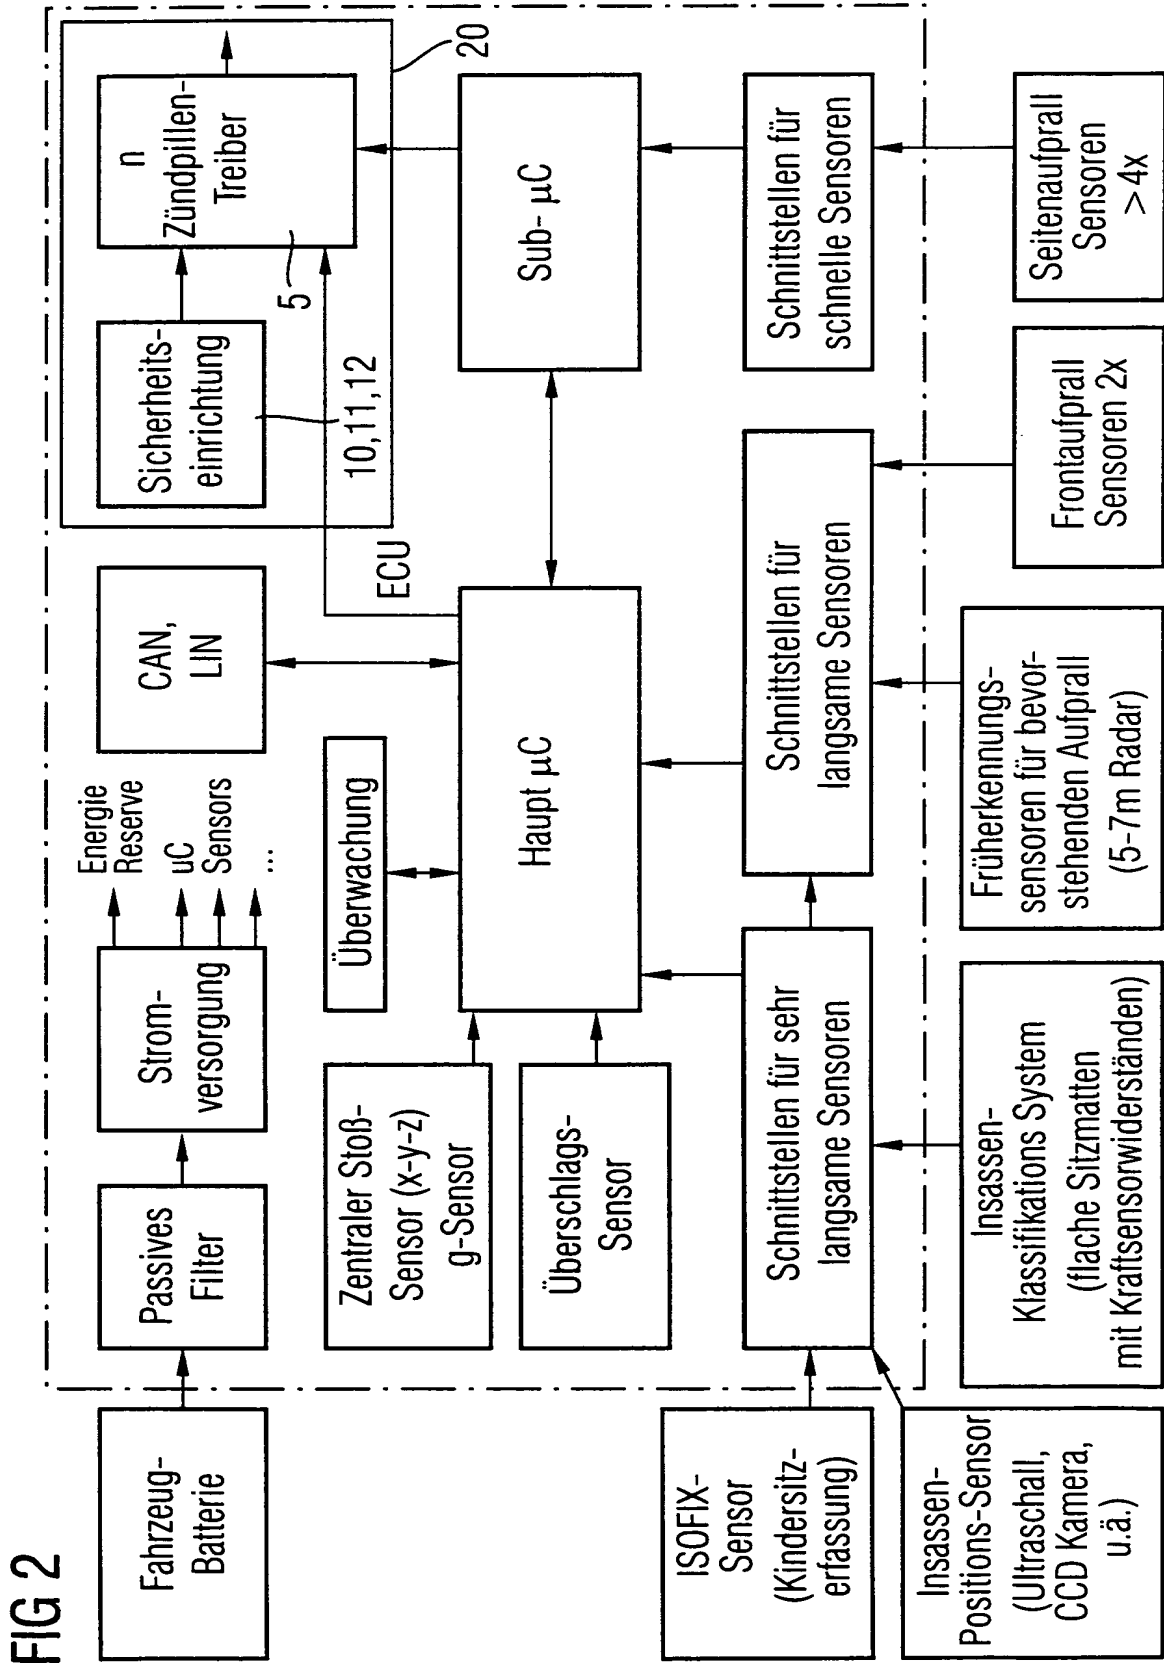 FIG 2
Fahrzeug-
Batterie
Passives
Filter
Strom-
versorgung
Energie
Reserve
uC
Sensors
...
CAN,
LIN
Sicherheits-
einrichtung
n
Zündpillen-
Treiber
5
10,11,12
20
ECU
Überwachung
Zentraler Stoß-
Sensor (x-y-z)
g-Sensor
Überschlags-
Sensor
Haupt µC
Sub- µC
Schnittstellen für sehr
langsame Sensoren
Schnittstellen für
langsame Sensoren
Schnittstellen für
schnelle Sensoren
ISOFIX-
Sensor
(Kindersitz-
erfassung)
Insassen-
Positions-Sensor
(Ultraschall,
CCD Kamera,
u.ä.)
Insassen-
Klassifikations System
(flache Sitzmatten
mit Kraftsensorwiderständen)
Früherkennungs-
sensoren für bevor-
stehenden Aufprall
(5-7m Radar)
Frontaufprall
Sensoren 2x
Seitenaufprall
Sensoren
>4x